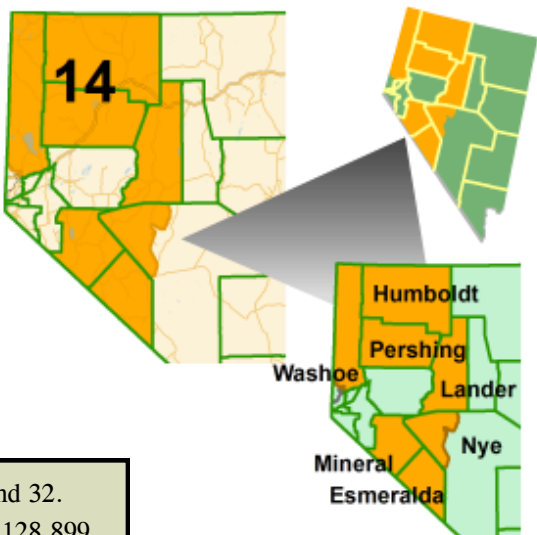 14
Humboldt
Pershing
Washoe
Lander
Nye
Mineral
Esmeralda
nd 32.
128,899